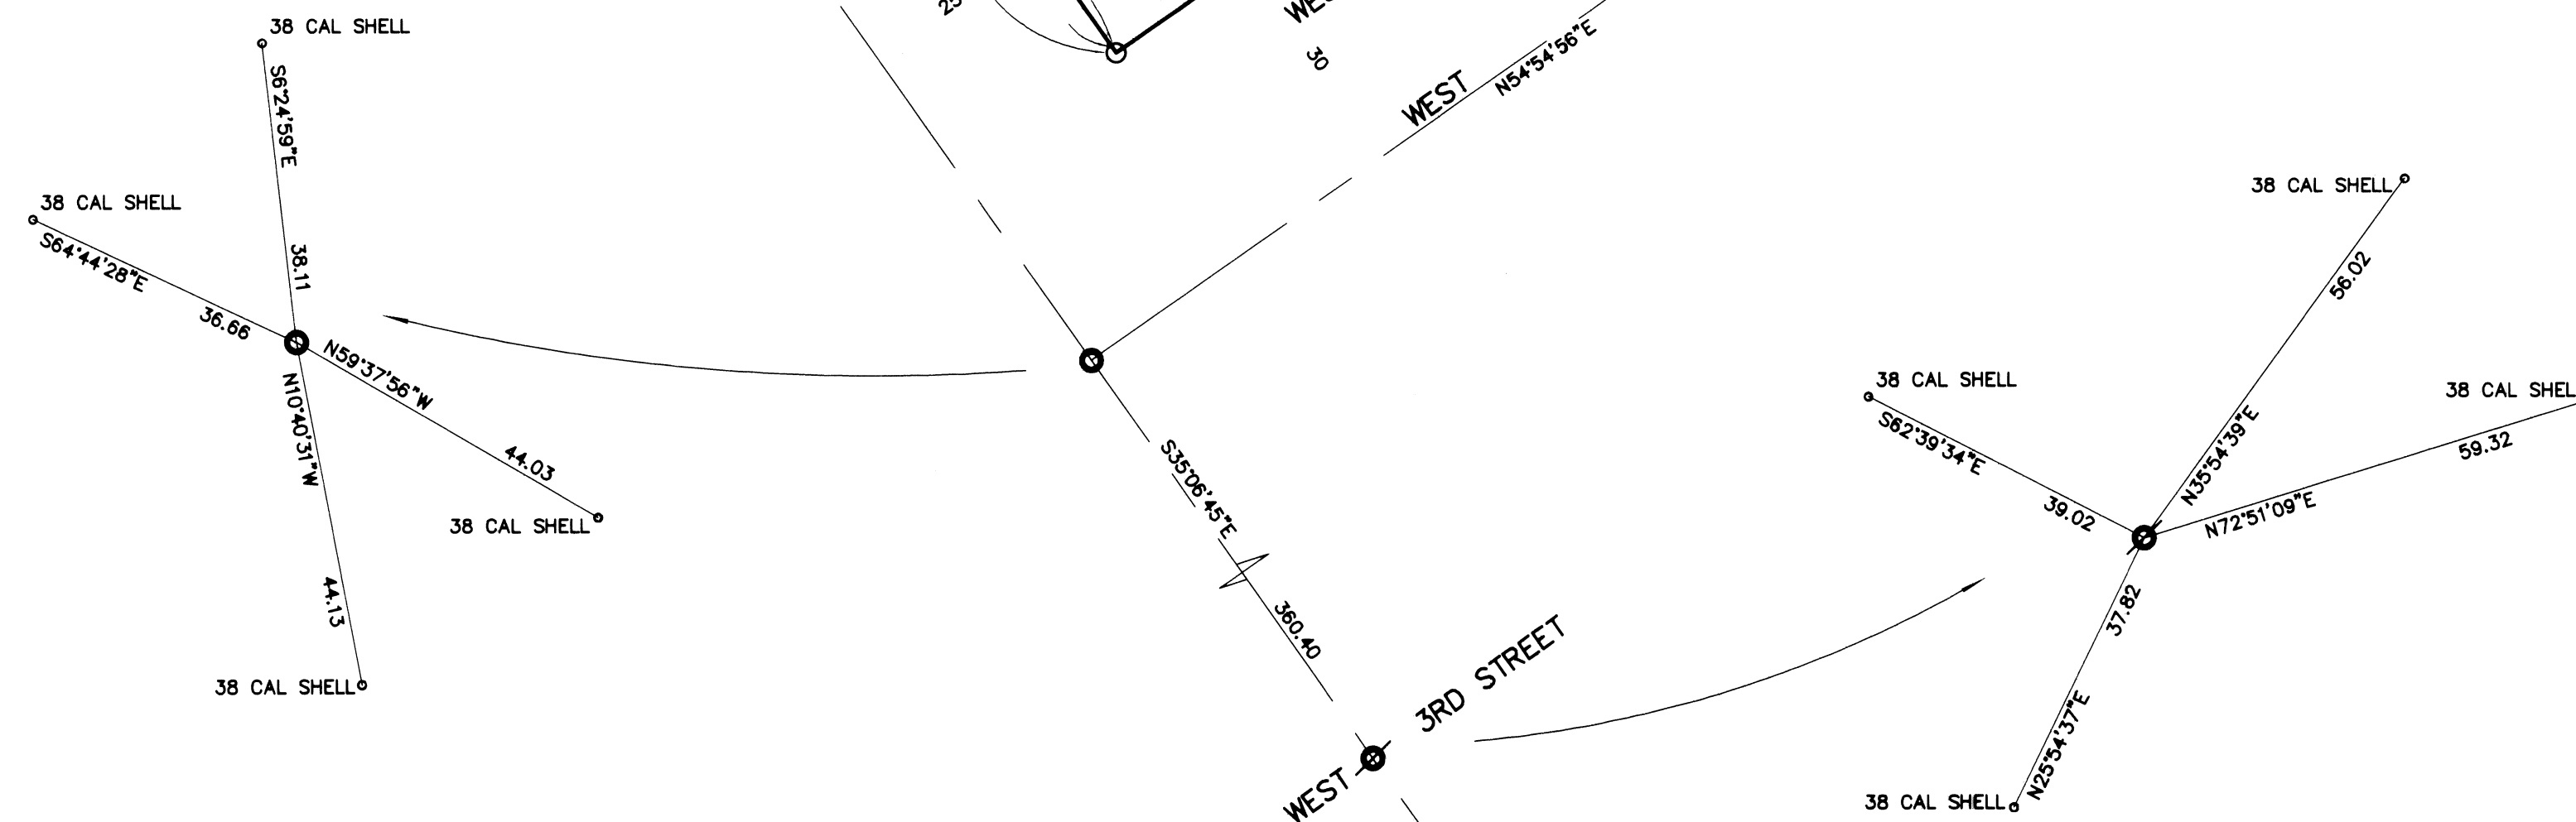 38 CAL SHELL
S6°24'59"E
38.11
38 CAL SHELL
S64°44'28"E
36.66
N59°37'56"W
44.03
38 CAL SHELL
N10°40'31"W
44.13
38 CAL SHELL
30
WEST
N54°54'56"E
S35°06'45"E
360.40
WEST
3RD STREET
38 CAL SHELL
56.02
N35°54'39"E
38 CAL SHELL
S62°39'34"E
39.02
38 CAL SHEL
59.32
N72°51'09"E
37.82
N25°54'37"E
38 CAL SHELL